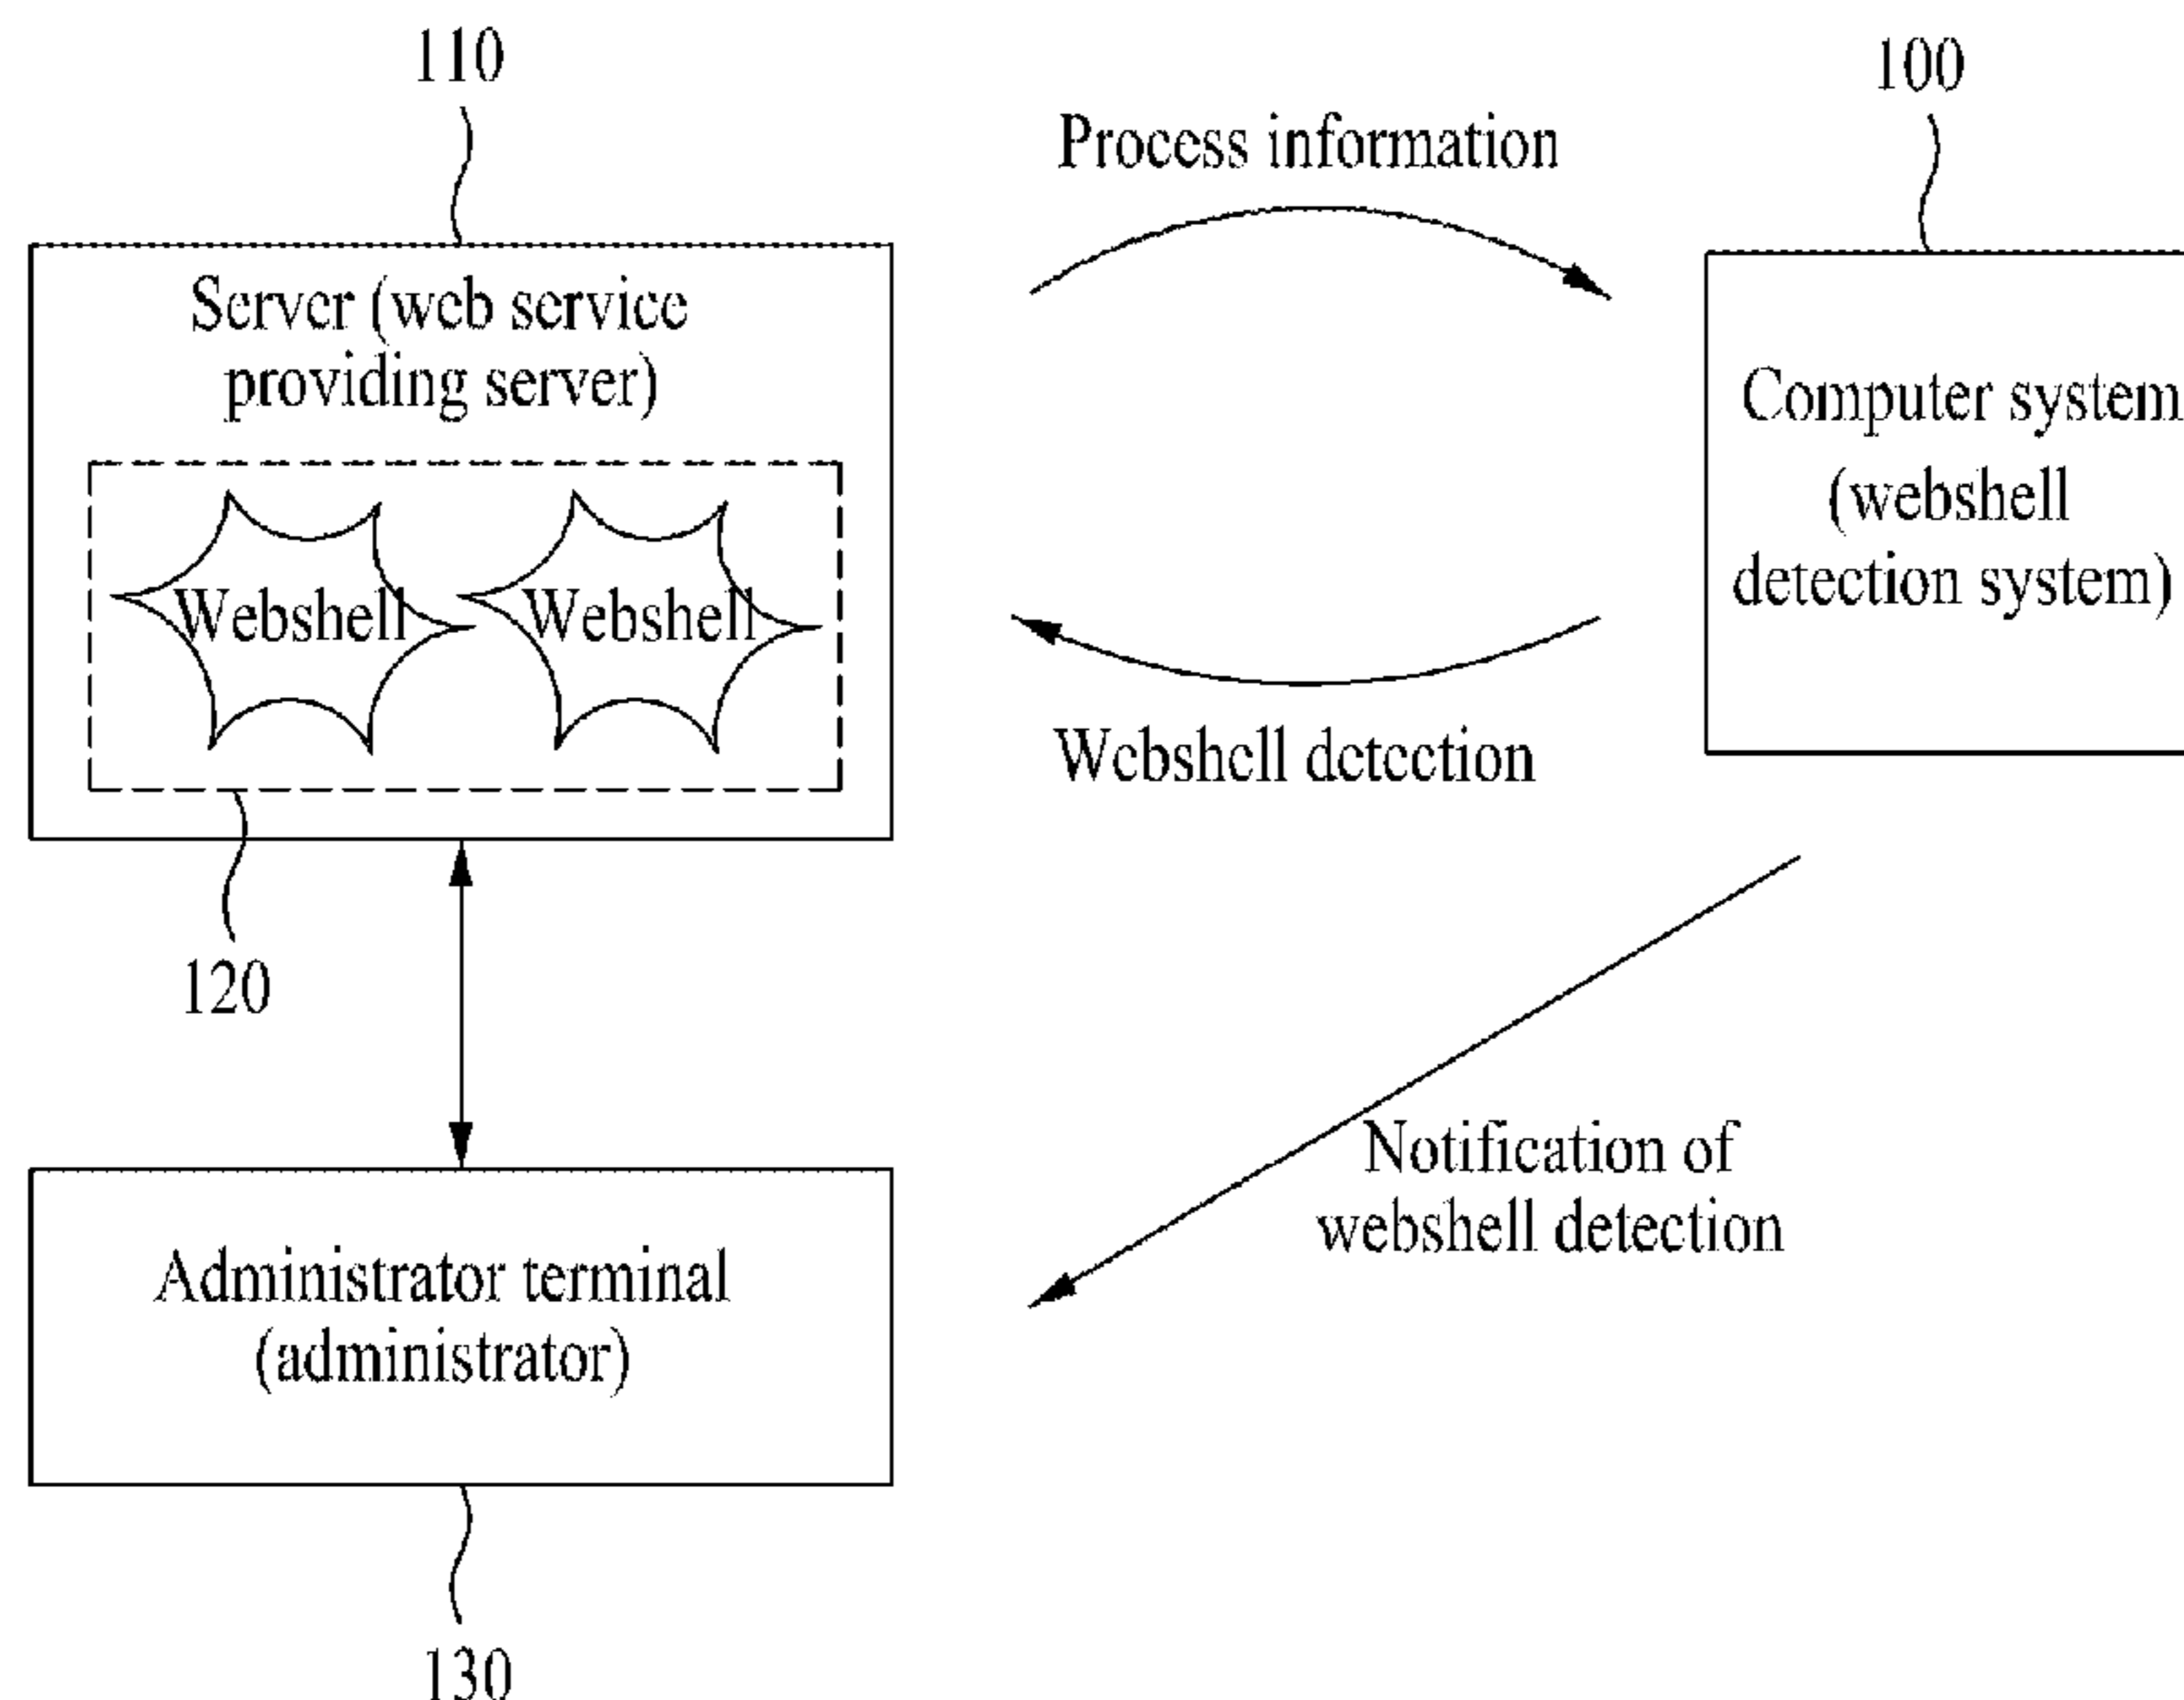 110
100
Process information
Server (web service
providing server)
Computer system
(webshell
detection system)
Webshell
Webshell
Webshell detection
120
Notification of
webshell detection
Administrator terminal
(administrator)
130